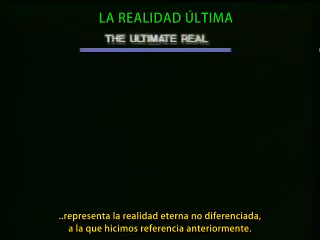 LA REALIDAD ÚLTIMA
THE ULTIMATE REAL
..representa la realidad eterna no diferenciada,
a la que hicimos referencia anteriormente.